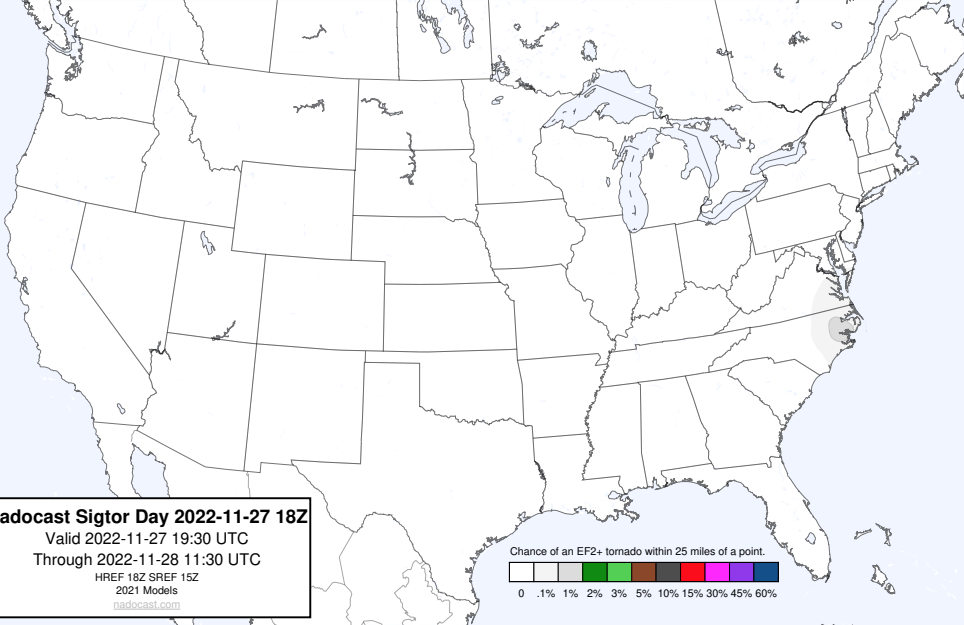 adocast Sigtor Day 2022-11-27 18Z
Valid 2022-11-27 19:30 UTC
Through 2022-11-28 11:30 UTC
HREF 18Z SREF 15Z
2021 Models
nadocast.com
Chance of an EF2+ tornado within 25 miles of a point.
0 .1% 1% 2% 3% 5% 10% 15% 30% 45% 60%